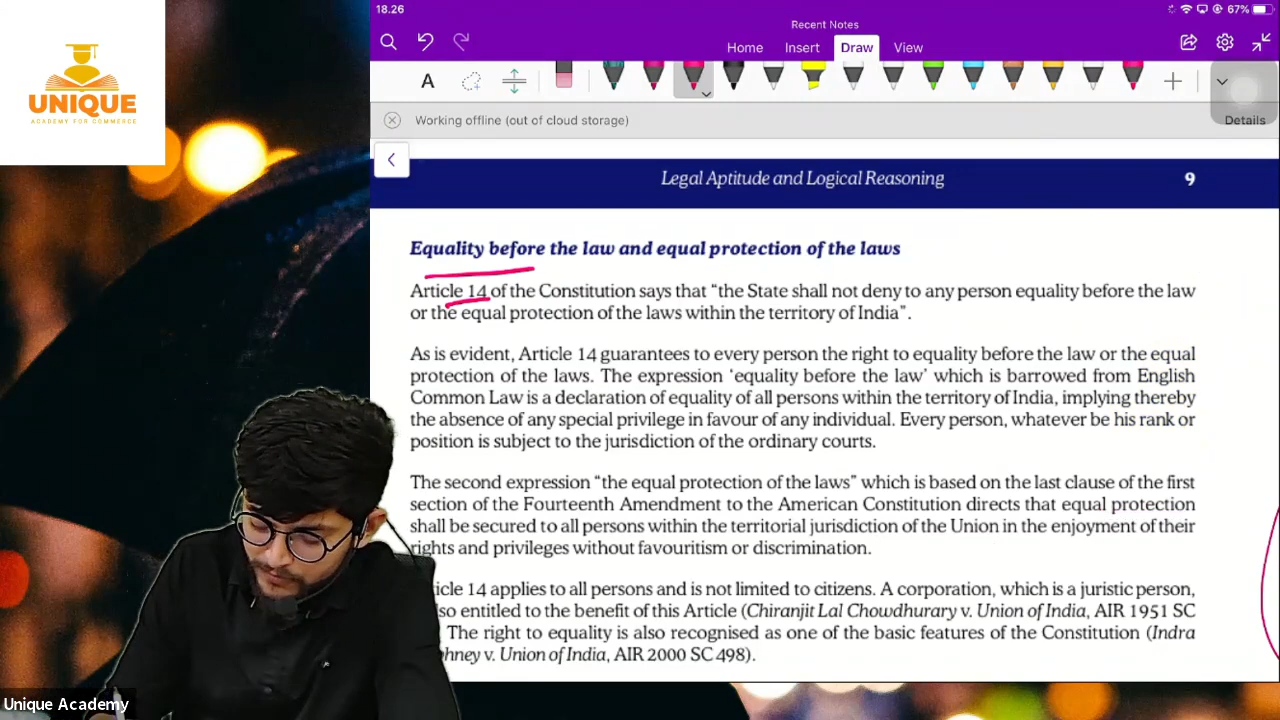 18.26
67%
Recent Notes
Home Insert Draw View
A
Working offline (out of cloud storage)
Details
UNIQUE
ACADEMY FOR COMMERCE
Legal Aptitude and Logical Reasoning 9
Equality before the law and equal protection of the laws
Article 14 of the Constitution says that “the State shall not deny to any person equality before the law
or the equal protection of the laws within the territory of India”.
As is evident, Article 14 guarantees to every person the right to equality before the law or the equal
protection of the laws. The expression ‘equality before the law’ which is barrowed from English
Common Law is a declaration of equality of all persons within the territory of India, implying thereby
the absence of any special privilege in favour of any individual. Every person, whatever be his rank or
position is subject to the jurisdiction of the ordinary courts.
The second expression “the equal protection of the laws” which is based on the last clause of the first
section of the Fourteenth Amendment to the American Constitution directs that equal protection
shall be secured to all persons within the territorial jurisdiction of the Union in the enjoyment of their
rights and privileges without favouritism or discrimination.
icle 14 applies to all persons and is not limited to citizens. A corporation, which is a juristic person,
lso entitled to the benefit of this Article (Chiranjit Lal Chowdhurary v. Union of India, AIR 1951 SC
The right to equality is also recognised as one of the basic features of the Constitution (Indra
hney v. Union of India, AIR 2000 SC 498).
Unique Academy